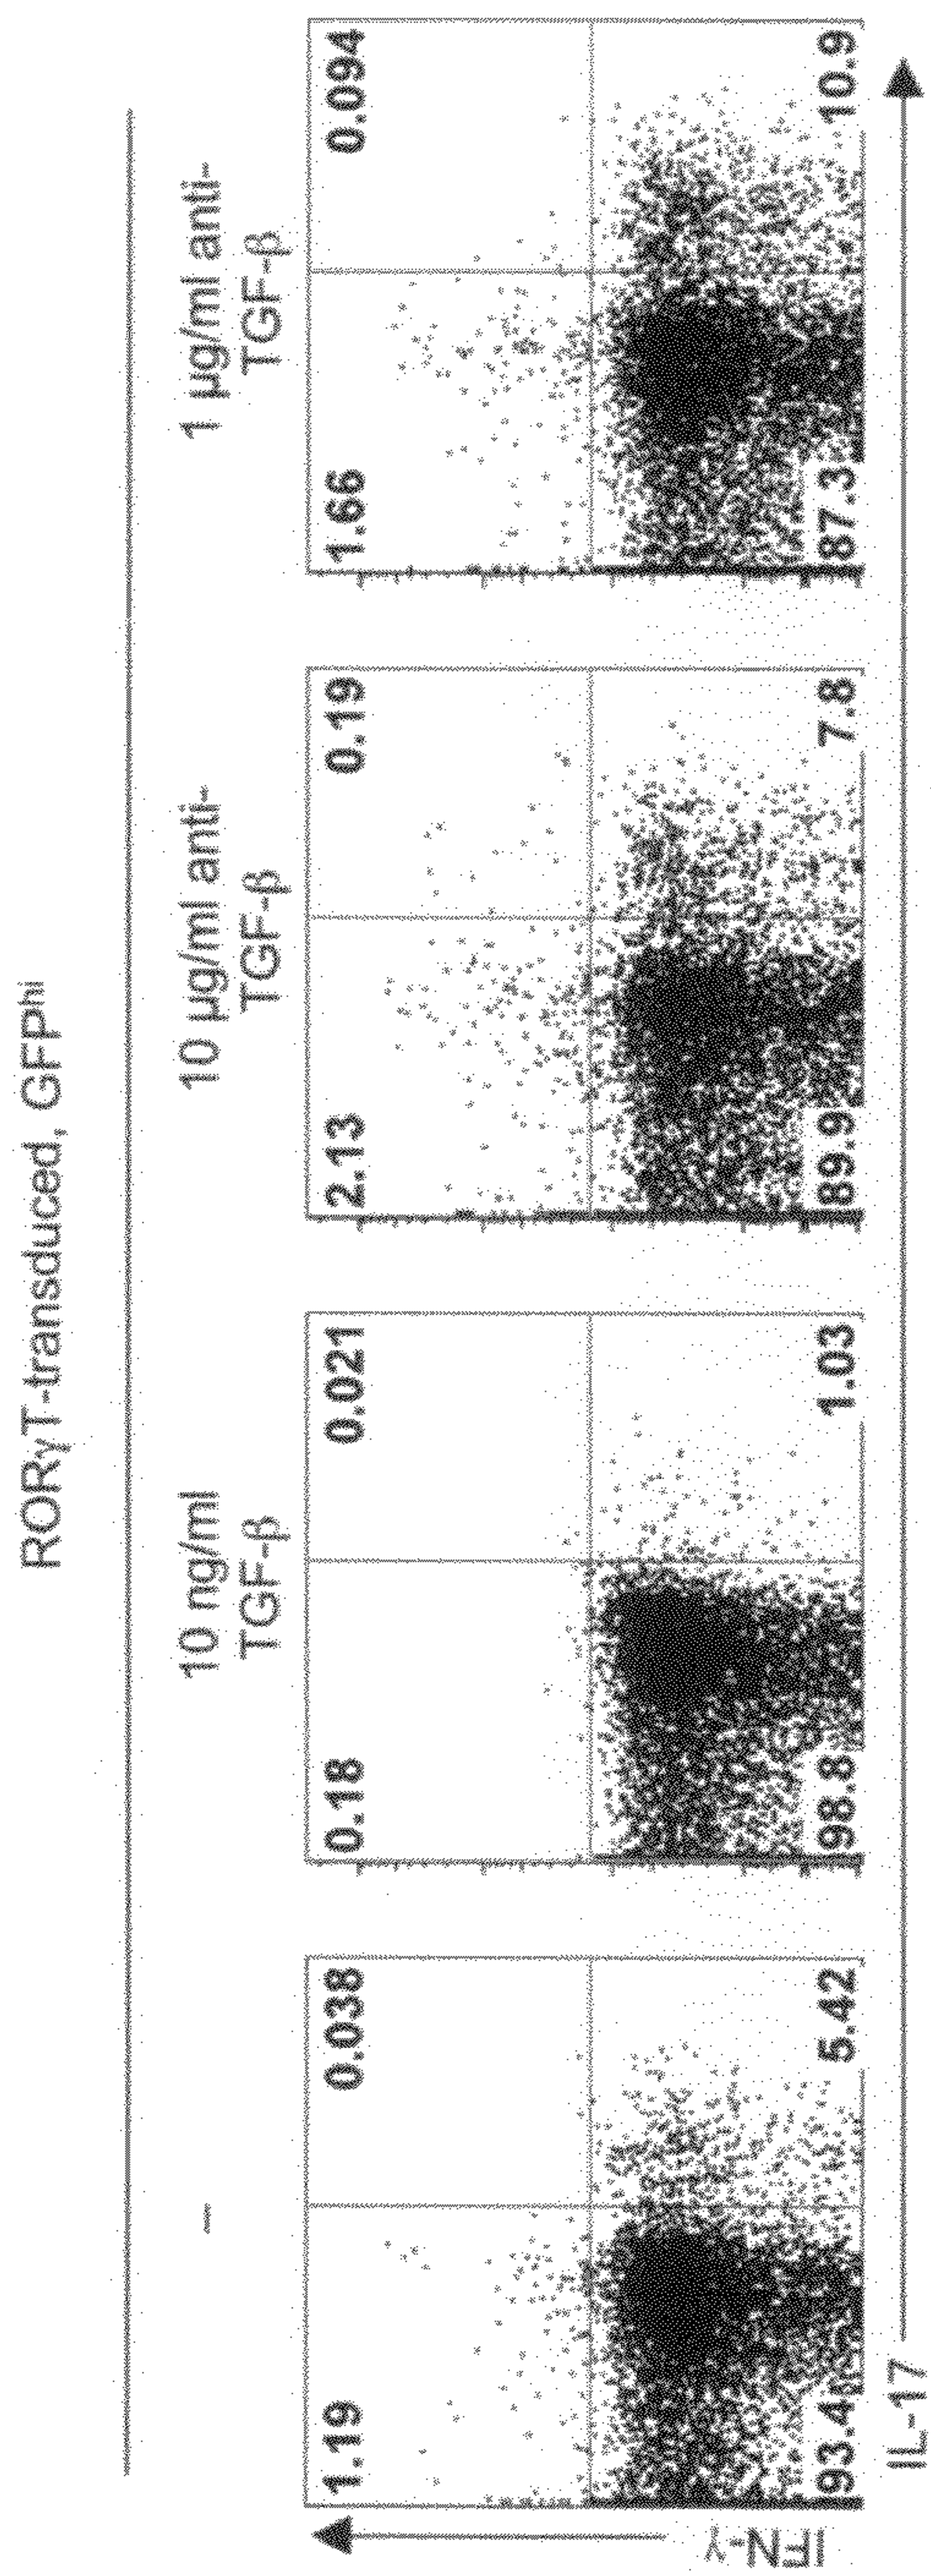 RORγT-transduced, GFPhi
–
10 ng/ml
TGF-β
10 µg/ml anti-
TGF-β
1 µg/ml anti-
TGF-β
1.19
0.038
0.18
0.021
2.13
0.19
1.66
0.094
93.4
5.42
98.8
1.03
89.9
7.8
87.3
10.9
IFN-γ
IL-17